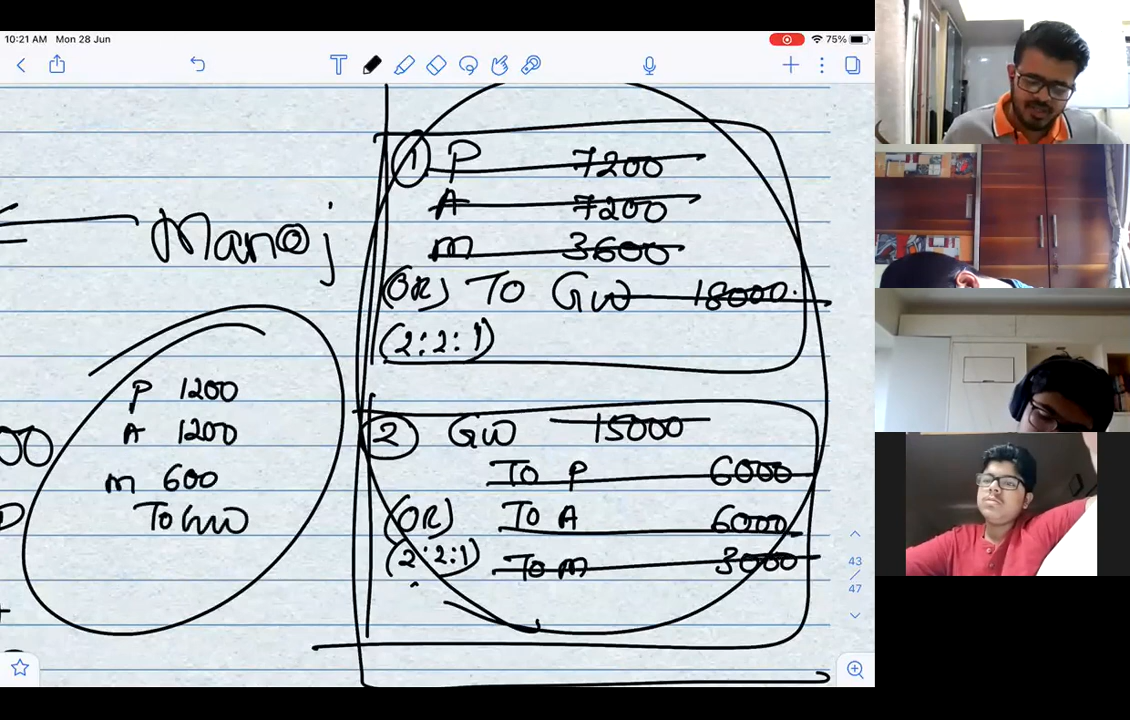 10:21 AM Mon 28 Jun
75%
T
Manoj
P 1200
A 1200
m 600
To GW
00
1 P 7200
A 7200
m 3600
(OR) TO GW 18000.
(2:2:1)
2 GW 15000
TO P 6000
(OR) TO A 6000
(2:2:1) To m 3000
43
/
47